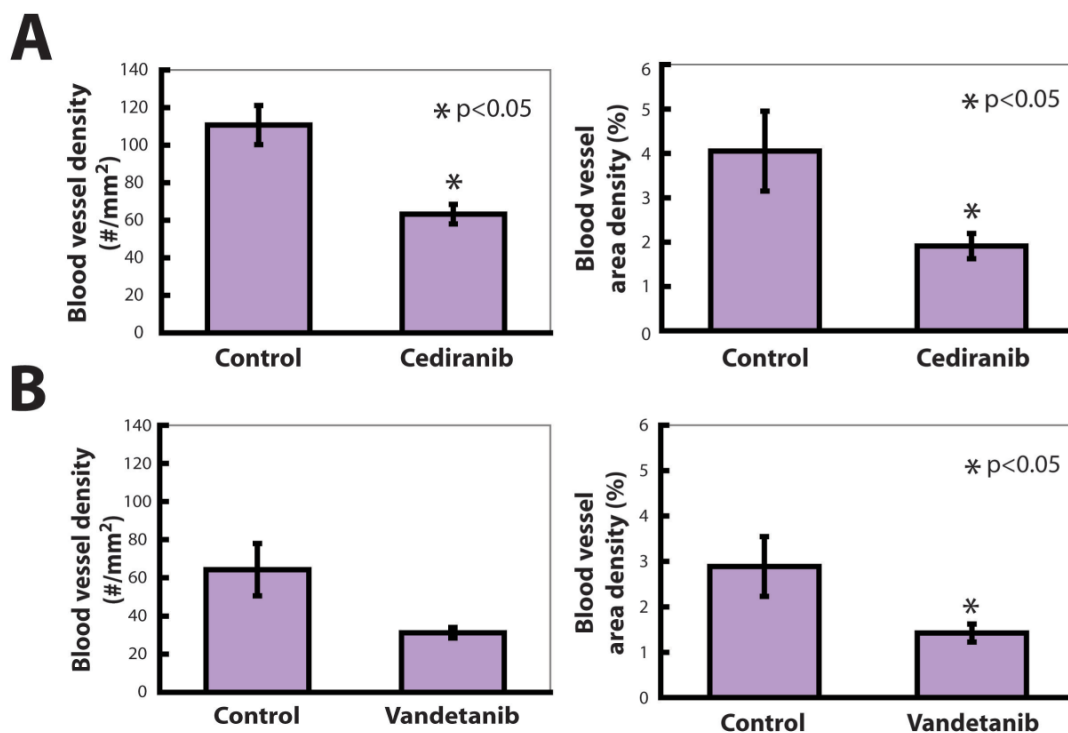 A
Blood vessel density
(#/mm²)
140
120
100
80
60
40
20
0
* p<0.05
*
Control
Cediranib
Blood vessel
area density (%)
6
5
4
3
2
1
0
* p<0.05
*
Control
Cediranib
B
Blood vessel density
(#/mm²)
140
120
100
80
60
40
20
0
Control
Vandetanib
Blood vessel
area density (%)
6
5
4
3
2
1
0
* p<0.05
*
Control
Vandetanib